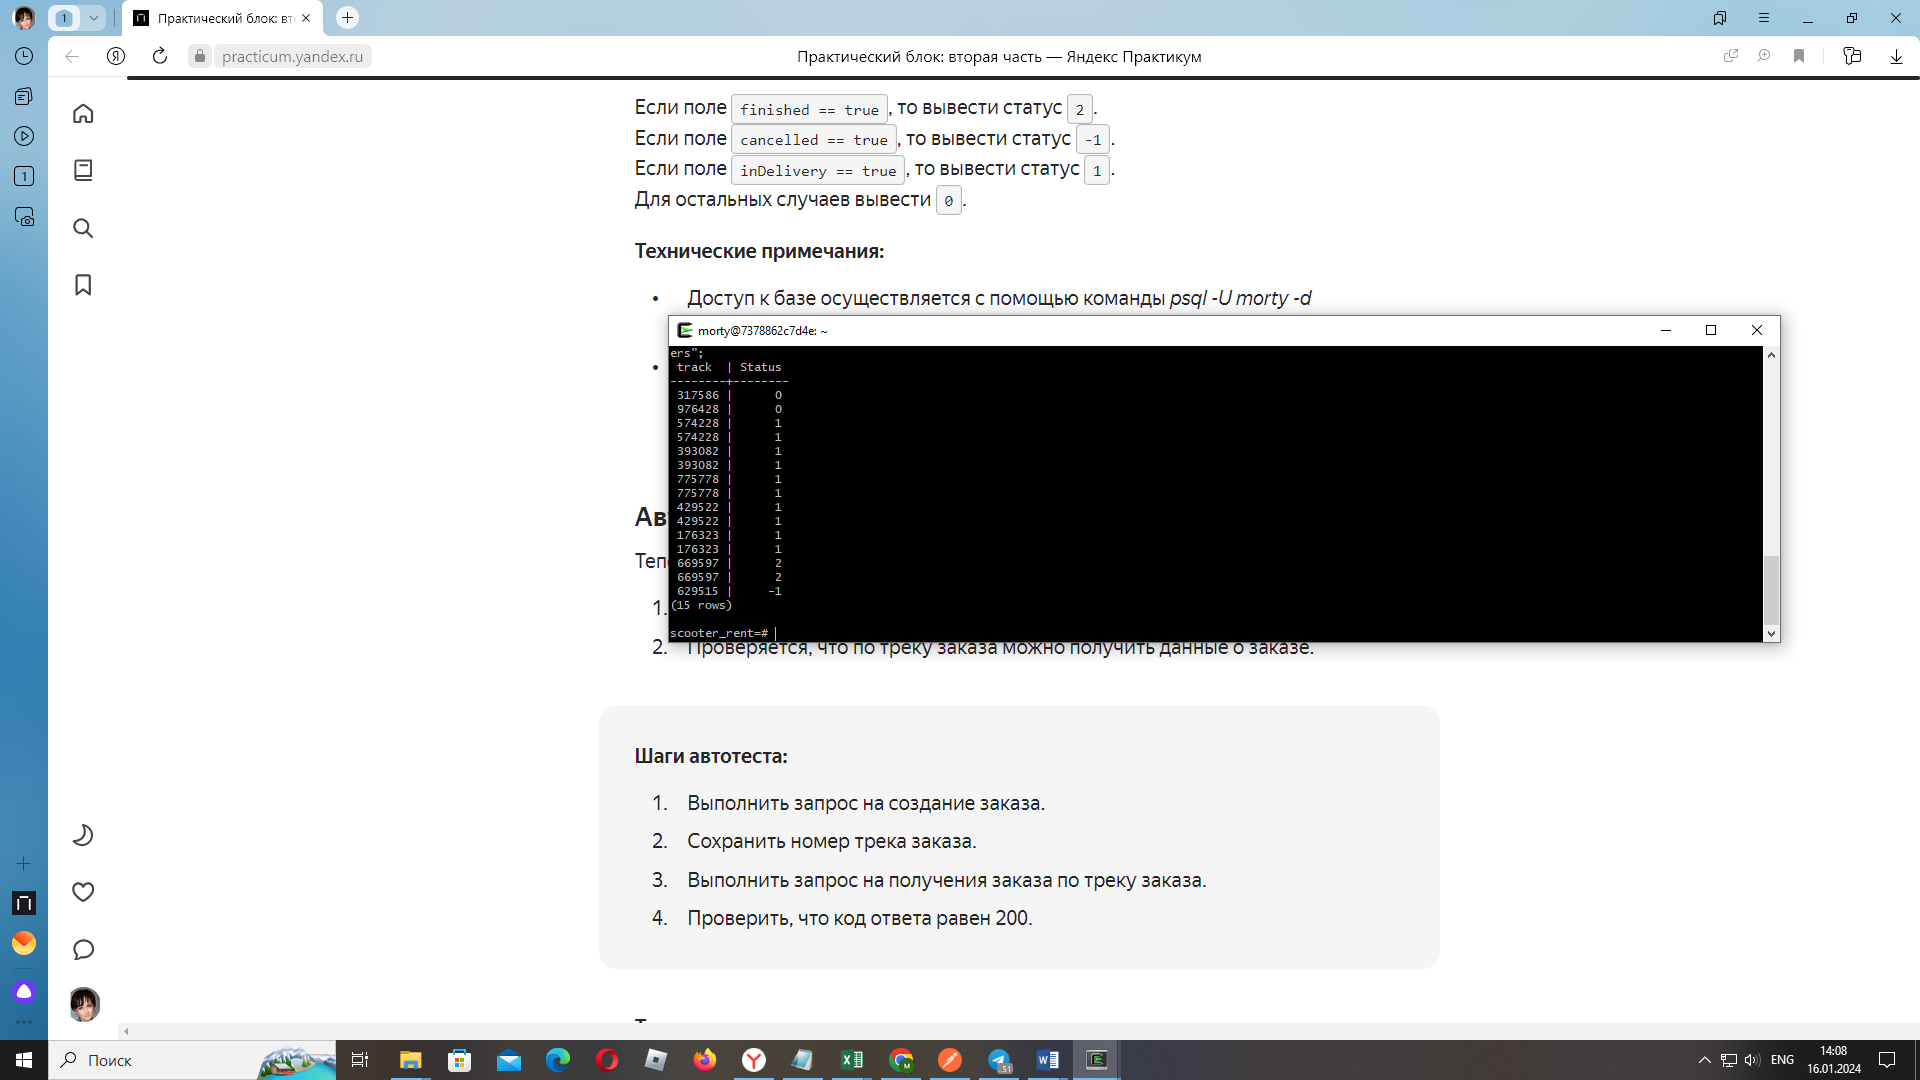 1
Практический блок: вто
practicum.yandex.ru
Практический блок: вторая часть — Яндекс Практикум
1
Если поле finished == true, то вывести статус 2.
Если поле cancelled == true, то вывести статус -1.
Если поле inDelivery == true, то вывести статус 1.
Для остальных случаев вывести 0.
Технические примечания:
• Доступ к базе осуществляется с помощью команды psql -U morty -d
morty@7378862c7d4e: ~
ers";
track | Status
--------+--------
317586 | 0
976428 | 0
574228 | 1
574228 | 1
393082 | 1
393082 | 1
775778 | 1
775778 | 1
429522 | 1
429522 | 1
176323 | 1
176323 | 1
669597 | 2
669597 | 2
629515 | -1
(15 rows)
scooter_rent=#
Ав
Теп
1.
2. Проверяется, что по треку заказа можно получить данные о заказе.
Шаги автотеста:
1. Выполнить запрос на создание заказа.
2. Сохранить номер трека заказа.
3. Выполнить запрос на получения заказа по треку заказа.
4. Проверить, что код ответа равен 200.
Поиск
51
ENG
14:08
16.01.2024